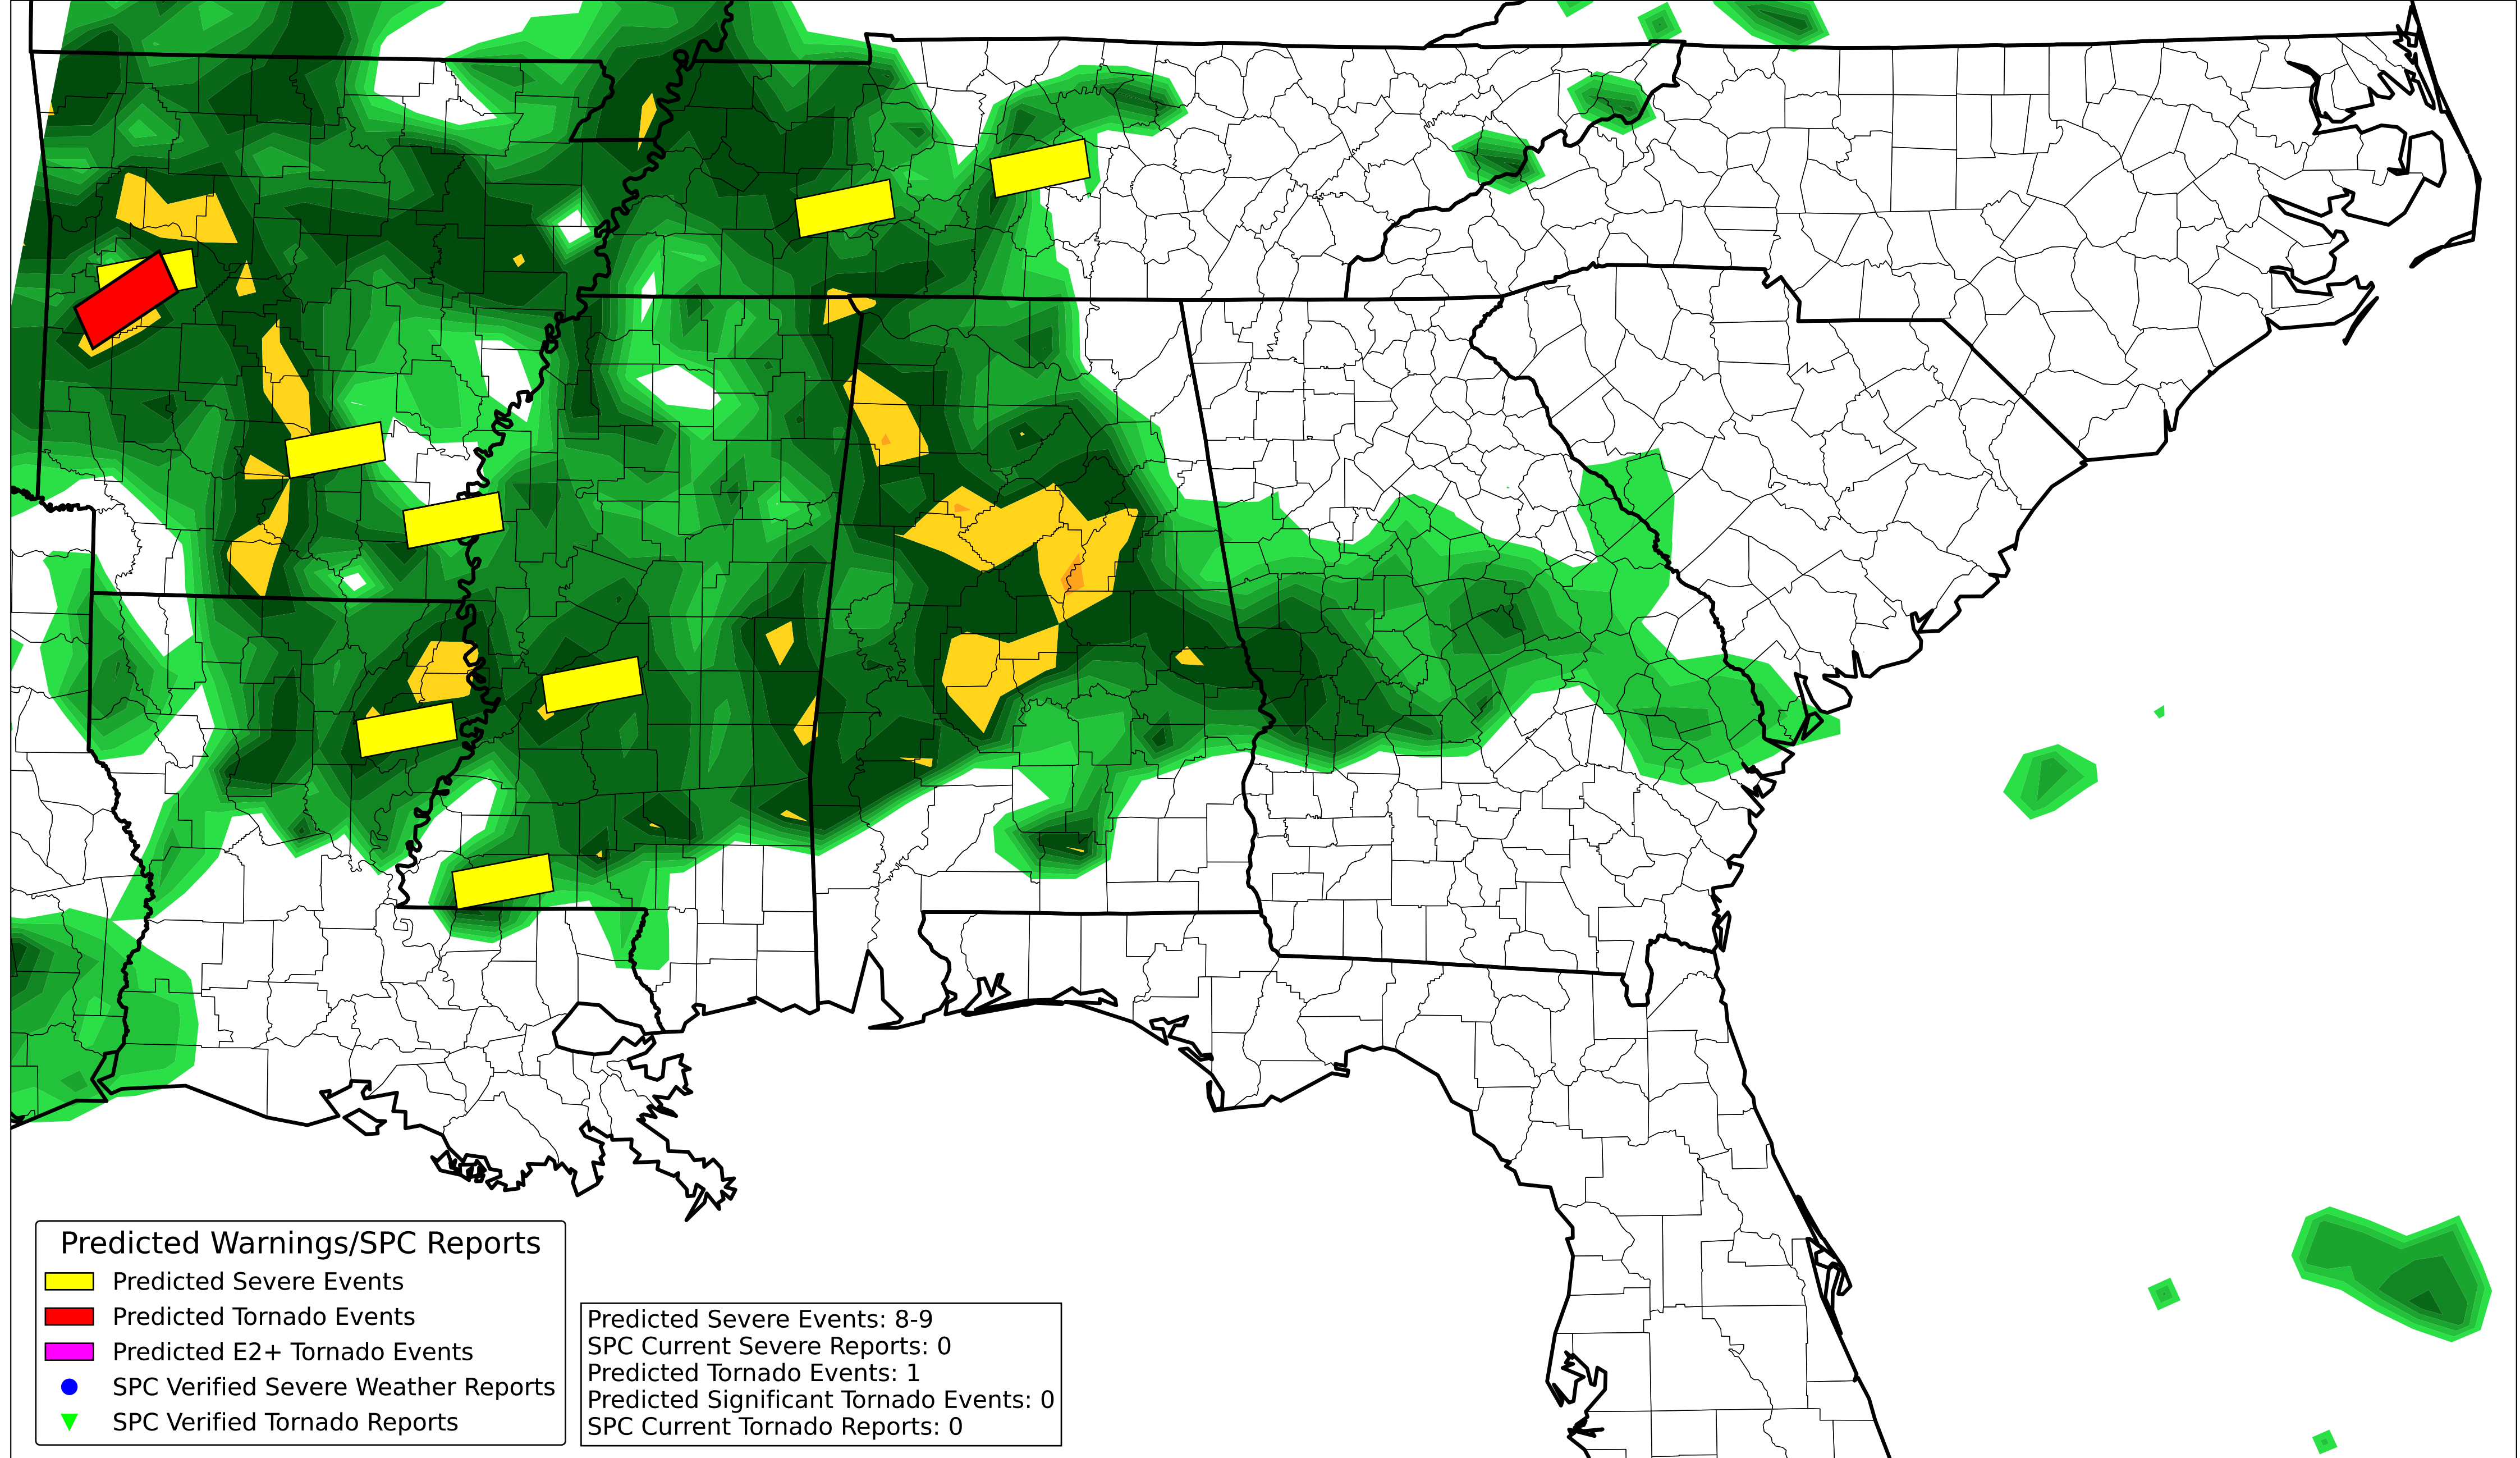 Predicted Warnings/SPC Reports
Predicted Severe Events
Predicted Tornado Events
Predicted E2+ Tornado Events
SPC Verified Severe Weather Reports
SPC Verified Tornado Reports
Predicted Severe Events: 8-9
SPC Current Severe Reports: 0
Predicted Tornado Events: 1
Predicted Significant Tornado Events: 0
SPC Current Tornado Reports: 0